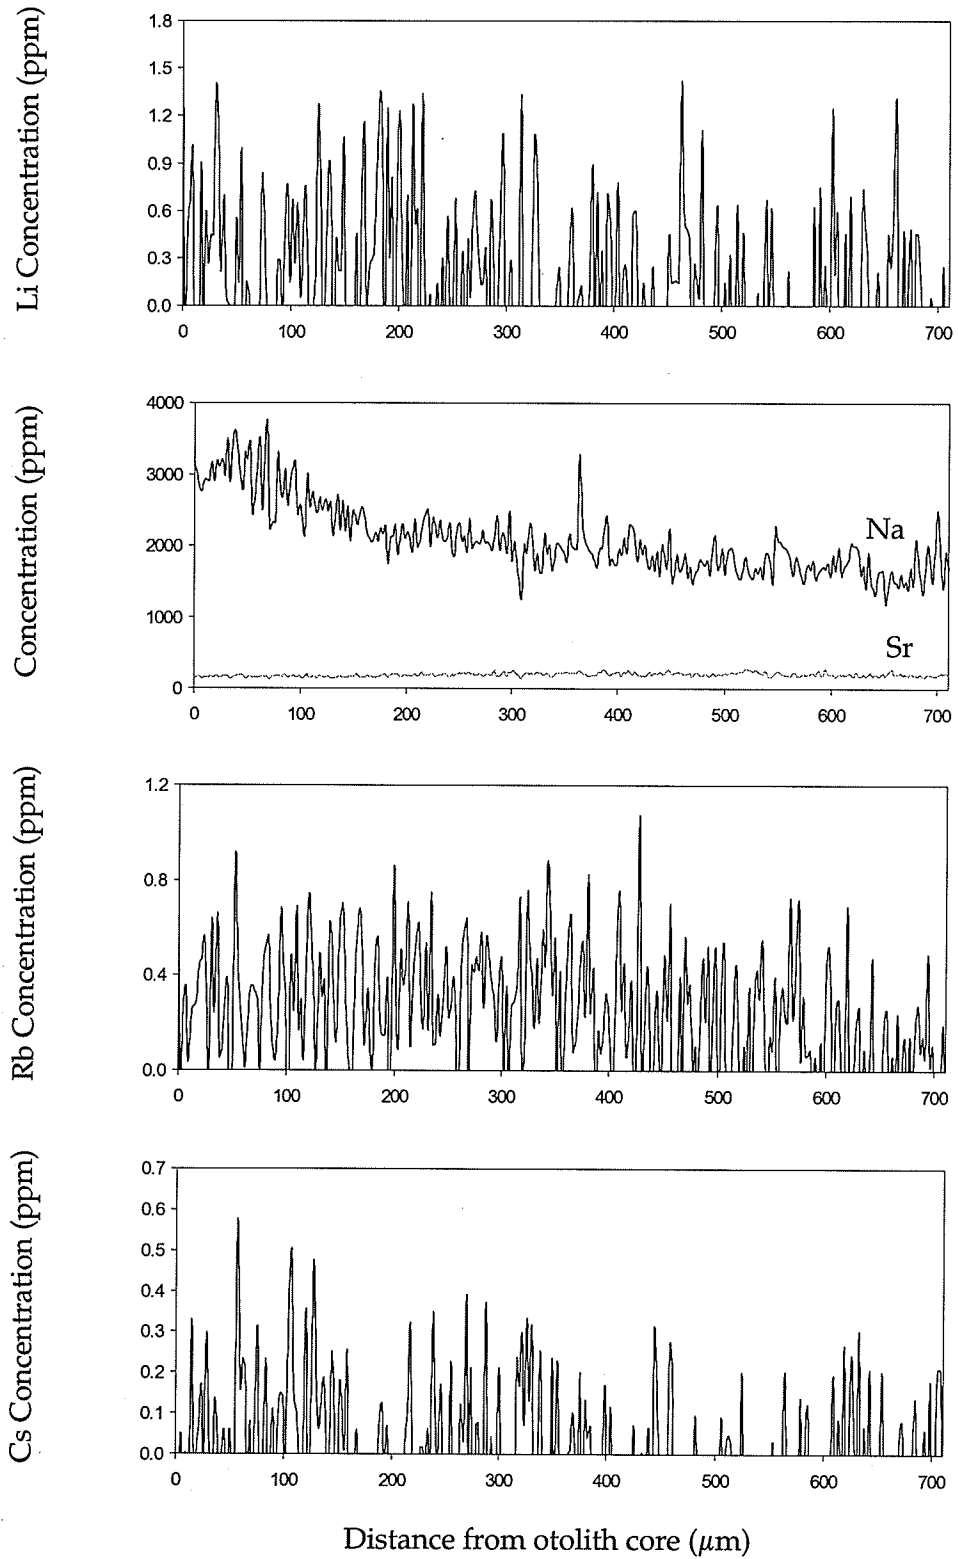 Li Concentration (ppm)
1.8
1.5
1.2
0.9
0.6
0.3
0.0
0 100 200 300 400 500 600 700
Concentration (ppm)
4000
3000
2000
1000
0
Na
Sr
0 100 200 300 400 500 600 700
Rb Concentration (ppm)
1.2
0.8
0.4
0.0
0 100 200 300 400 500 600 700
Cs Concentration (ppm)
0.7
0.6
0.5
0.4
0.3
0.2
0.1
0.0
0 100 200 300 400 500 600 700
Distance from otolith core (μm)